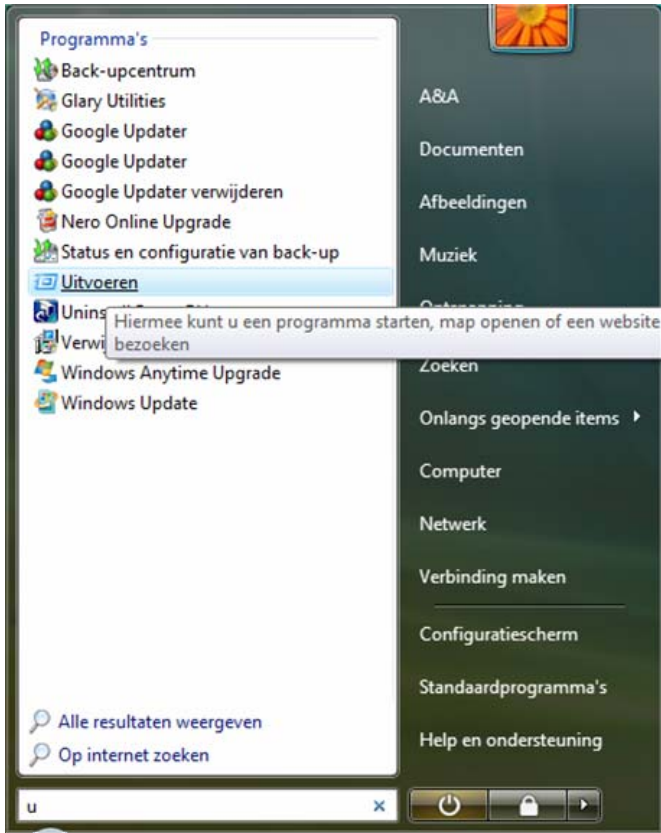 Programma's
Back-upcentrum
Glary Utilities
Google Updater
Google Updater
Google Updater verwijderen
Nero Online Upgrade
Status en configuratie van back-up
Uitvoeren
Hiermee kunt u een programma starten, map openen of een website
bezoeken
Windows Anytime Upgrade
Windows Update
Alle resultaten weergeven
Op internet zoeken
u
A&A
Documenten
Afbeeldingen
Muziek
Zoeken
Onlangs geopende items
Computer
Netwerk
Verbinding maken
Configuratiescherm
Standaardprogramma's
Help en ondersteuning